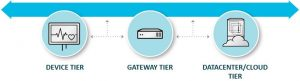 DEVICE TIER
GATEWAY TIER
DATACENTER/CLOUD
TIER